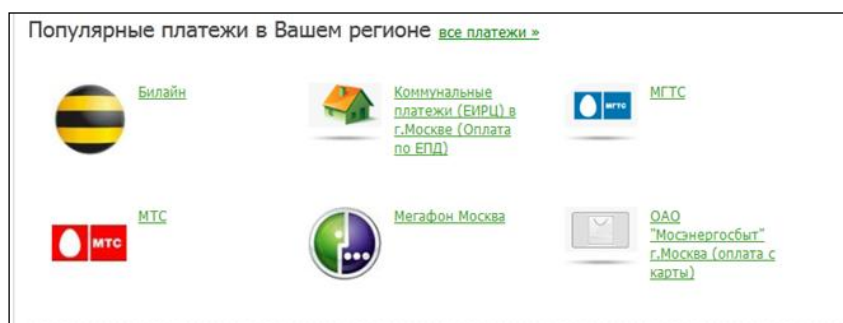 Популярные платежи в Вашем регионе все платежи »
Билайн
Коммунальные
платежи (ЕИРЦ) в
г.Москве (Оплата
по ЕПД)
мгтс
МГТС
мтс
МТС
Мегафон Москва
ОАО
"Мосэнергосбыт"
г.Москва (оплата с
карты)